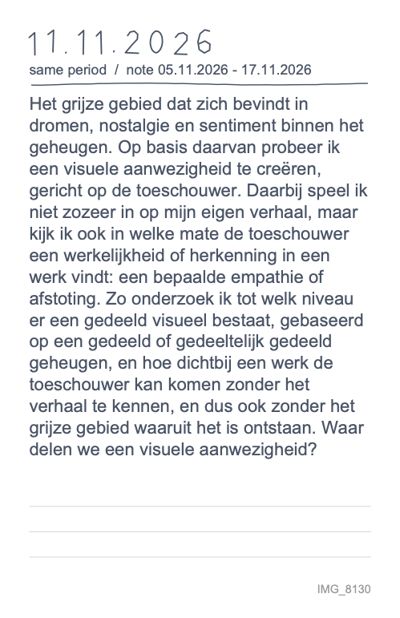 11.11.2026
same period / note 05.11.2026 - 17.11.2026
Het grijze gebied dat zich bevindt in
dromen, nostalgie en sentiment binnen het
geheugen. Op basis daarvan probeer ik
een visuele aanwezigheid te creëren,
gericht op de toeschouwer. Daarbij speel ik
niet zozeer in op mijn eigen verhaal, maar
kijk ik ook in welke mate de toeschouwer
een werkelijkheid of herkenning in een
werk vindt: een bepaalde empathie of
afstoting. Zo onderzoek ik tot welk niveau
er een gedeeld visueel bestaat, gebaseerd
op een gedeeld of gedeeltelijk gedeeld
geheugen, en hoe dichtbij een werk de
toeschouwer kan komen zonder het
verhaal te kennen, en dus ook zonder het
grijze gebied waaruit het is ontstaan. Waar
delen we een visuele aanwezigheid?
IMG_8130